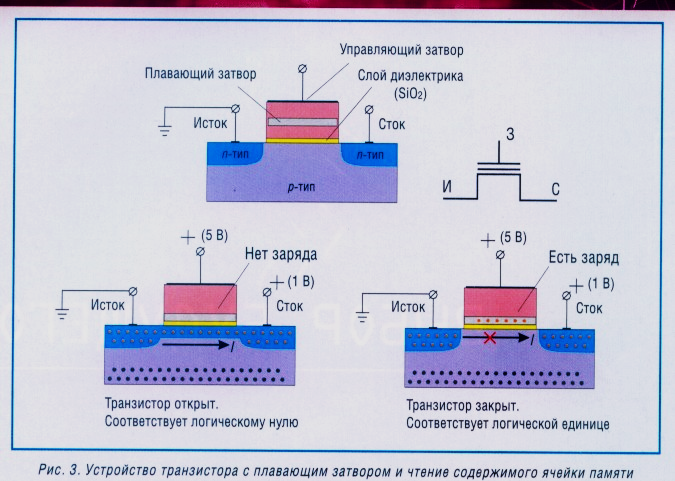 Управляющий затвор
Плавающий затвор
Слой диэлектрика
(SiO₂)
Исток
Сток
n-тип
n-тип
p-тип
З
И
С
+ (5 В)
Нет заряда
+ (1 В)
Исток
Сток
I
Транзистор открыт.
Соответствует логическому нулю
+ (5 В)
Есть заряд
+ (1 В)
Исток
Сток
I
Транзистор закрыт.
Соответствует логической единице
Рис. 3. Устройство транзистора с плавающим затвором и чтение содержимого ячейки памяти